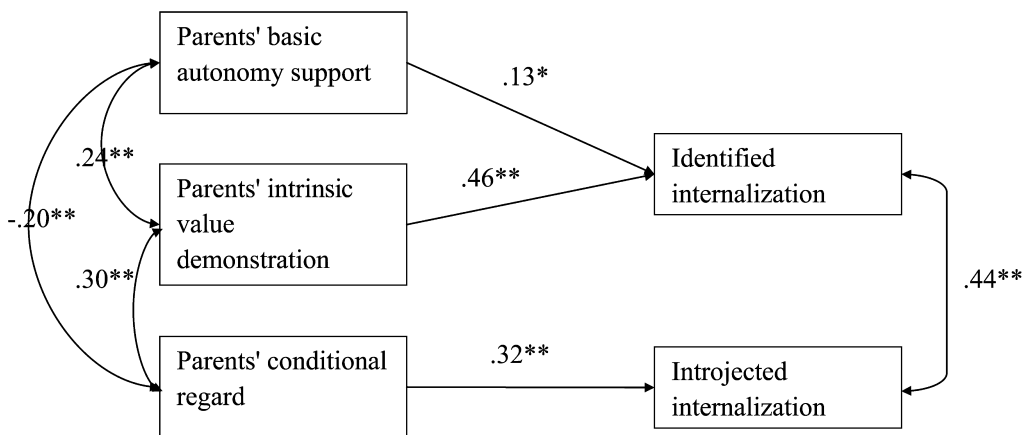 Parents' basic
autonomy support
.13*
.24**
Identified
internalization
Parents' intrinsic
value
demonstration
.46**
-.20**
.30**
.44**
Parents' conditional
regard
.32**
Introjected
internalization